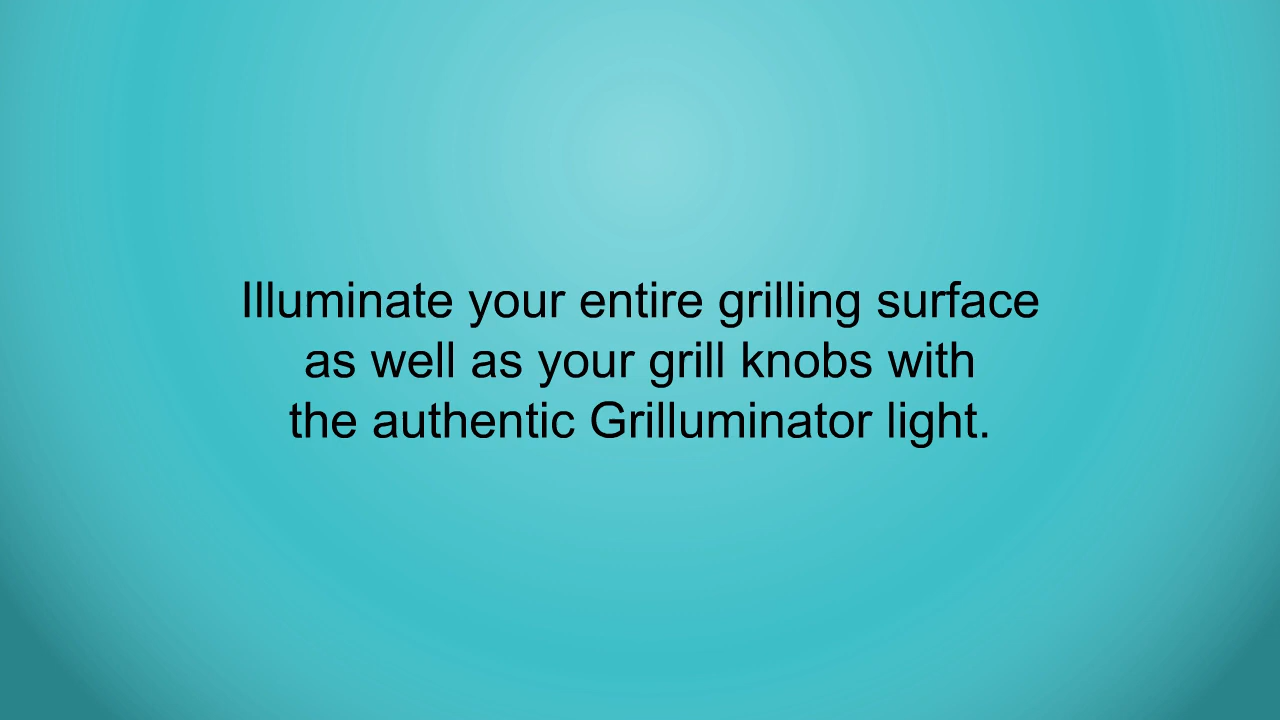 Illuminate your entire grilling surface
as well as your grill knobs with
the authentic Grilluminator light.